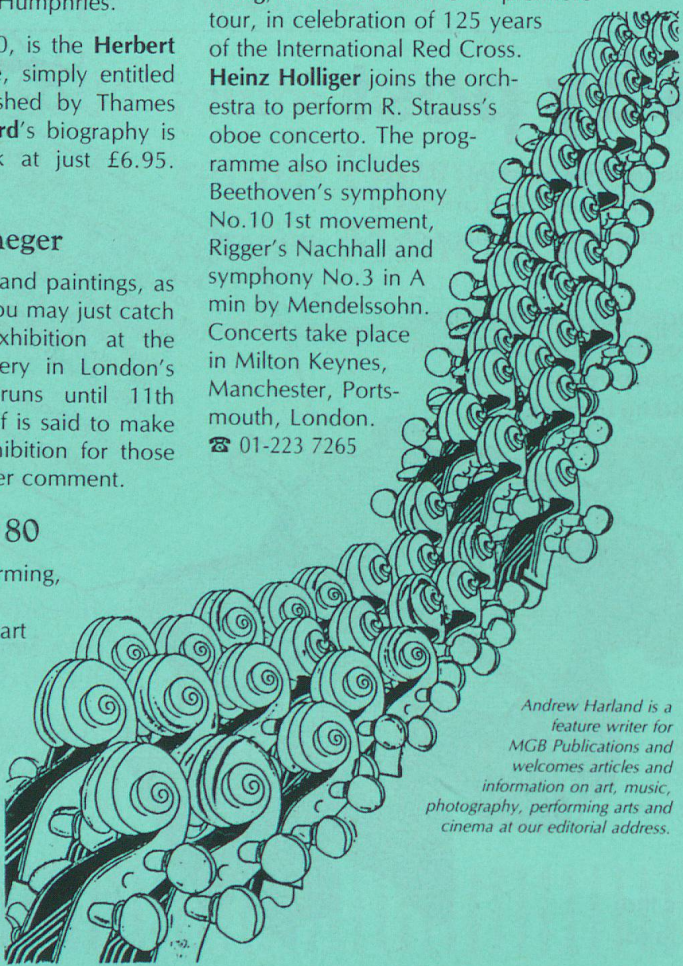 Humphries.
0, is the Herbert
, simply entitled
shed by Thames
rd's biography is
k at just £6.95.
aeger
and paintings, as
ou may just catch
xhibition at the
ery in London's
runs until 11th
f is said to make
nibition for those
er comment.
80
rming,
art
tour, in celebration of 125 years
of the International Red Cross.
Heinz Holliger joins the orch-
estra to perform R. Strauss's
oboe concerto. The prog-
ramme also includes
Beethoven's symphony
No.10 1st movement,
Rigger's Nachhall and
symphony No.3 in A
min by Mendelssohn.
Concerts take place
in Milton Keynes,
Manchester, Ports-
mouth, London.
☎ 01-223 7265
Andrew Harland is a
feature writer for
MGB Publications and
welcomes articles and
information on art, music,
photography, performing arts and
cinema at our editorial address.